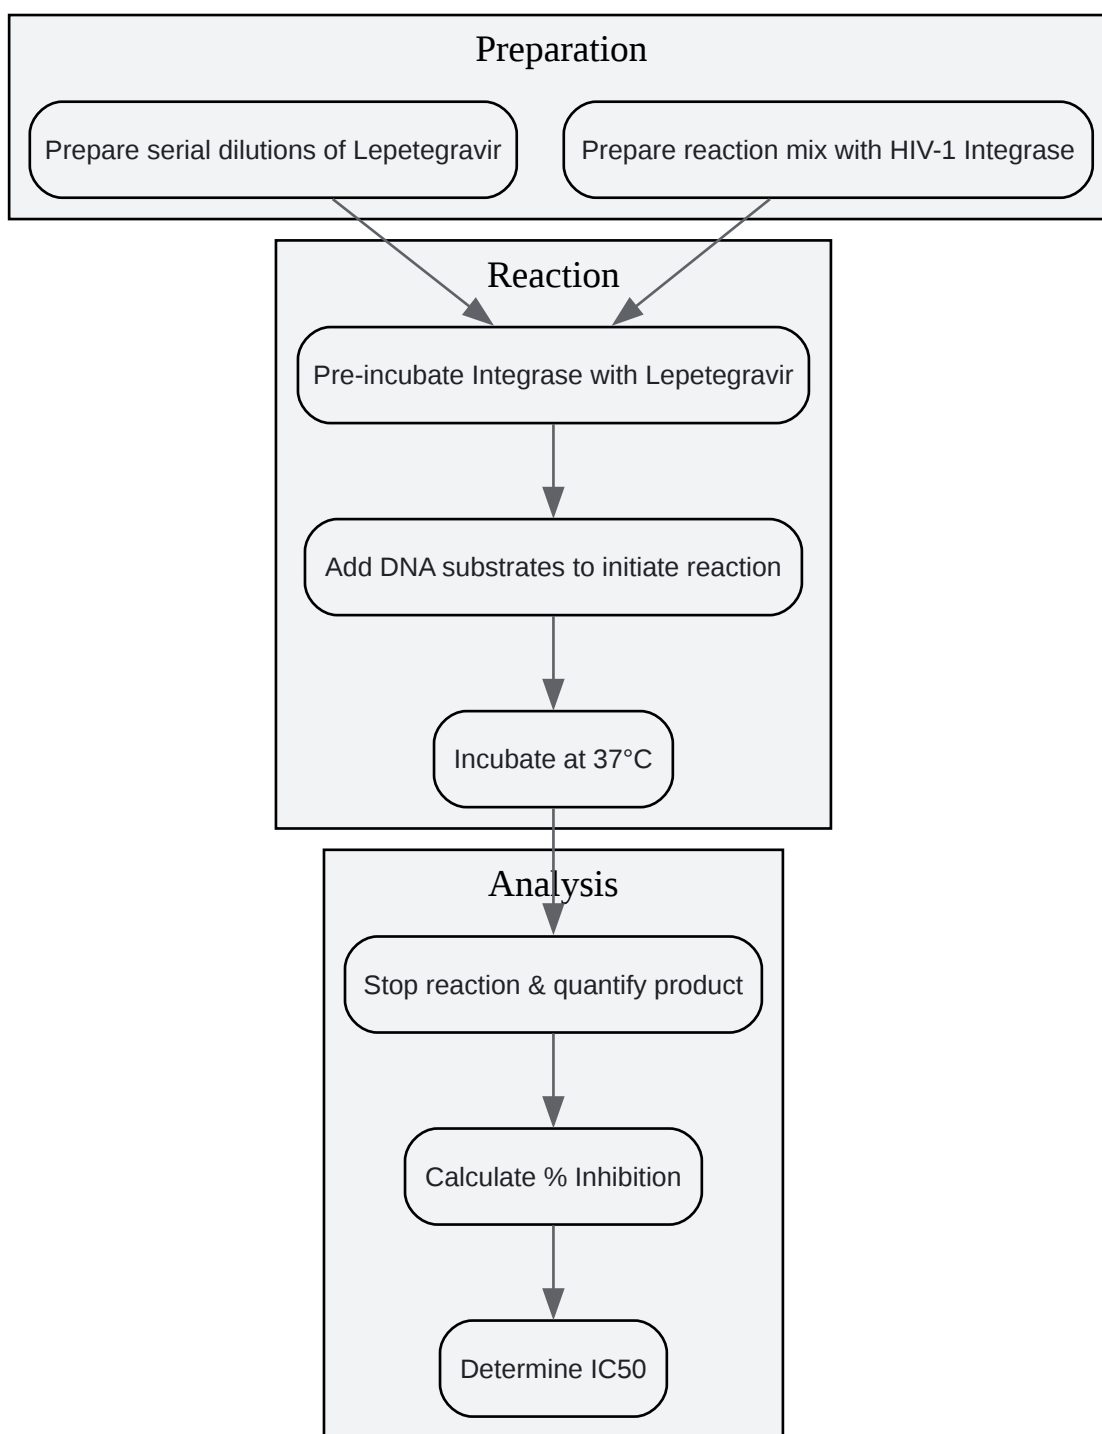 Preparation
Prepare serial dilutions of Lepetegravir
Prepare reaction mix with HIV-1 Integrase
Reaction
Pre-incubate Integrase with Lepetegravir
Add DNA substrates to initiate reaction
Incubate at 37°C
Analysis
Stop reaction & quantify product
Calculate % Inhibition
Determine IC50